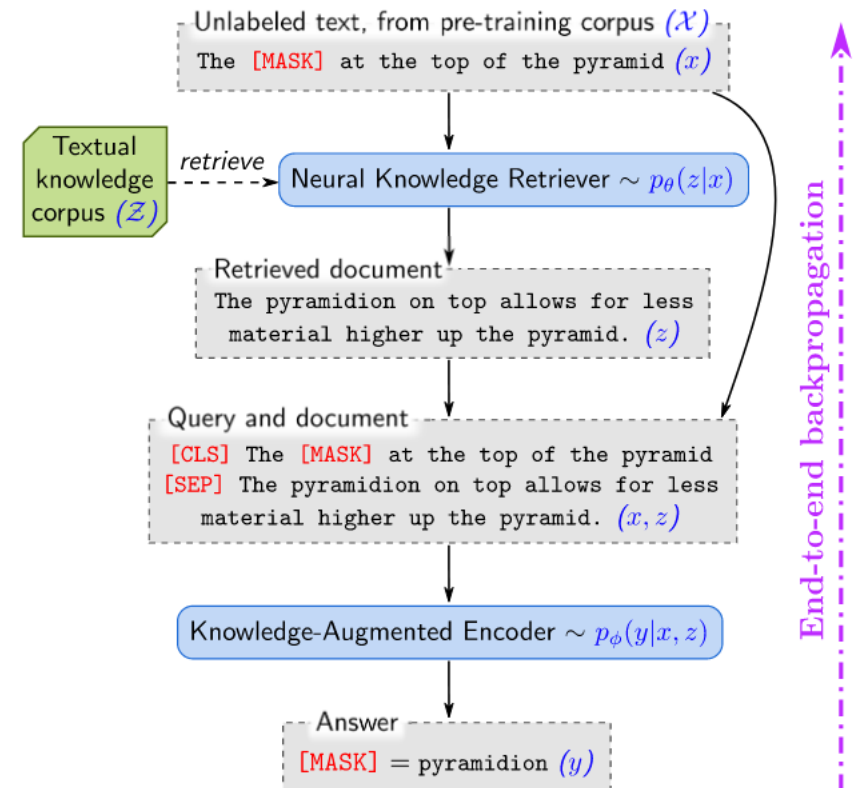 Unlabeled text, from pre-training corpus (𝒳)
The [MASK] at the top of the pyramid (x)
Textual
knowledge
corpus (𝒵)
retrieve
Neural Knowledge Retriever ∼ pθ(z|x)
Retrieved document
The pyramidion on top allows for less
material higher up the pyramid. (z)
Query and document
[CLS] The [MASK] at the top of the pyramid
[SEP] The pyramidion on top allows for less
material higher up the pyramid. (x, z)
Knowledge-Augmented Encoder ∼ pϕ(y|x, z)
Answer
[MASK] = pyramidion (y)
End-to-end backpropagation